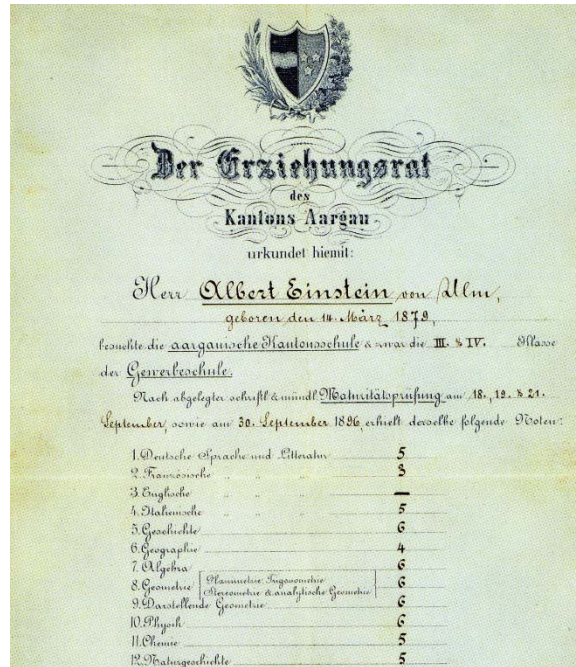 Der Erziehungsrat
des
Kantons Aargau
urkundet hiemit:
Herr Albert Einstein von Ulm,
geboren den 14. März 1879,
besuchte die aargauische Kantonsschule & zwar die III. & IV. Klasse
der Gewerbeschule.
Nach abgelegter schriftl. & mündl. Maturitätsprüfung am 18., 19. & 21.
September, sowie am 30. September 1896, erhielt derselbe folgende Noten:
1. Deutsche Sprache und Litteratur 5
2. Französische " " " 3
3. Englische " " " —
4. Italienische " " " 5
5. Geschichte 6
6. Geographie 4
7. Algebra 6
8. Geometrie Planimetrie, Trigonometrie 6
Stereometrie & analytische Geometrie
9. Darstellende Geometrie 6
10. Physik 6
11. Chemie 5
12. Naturgeschichte 5